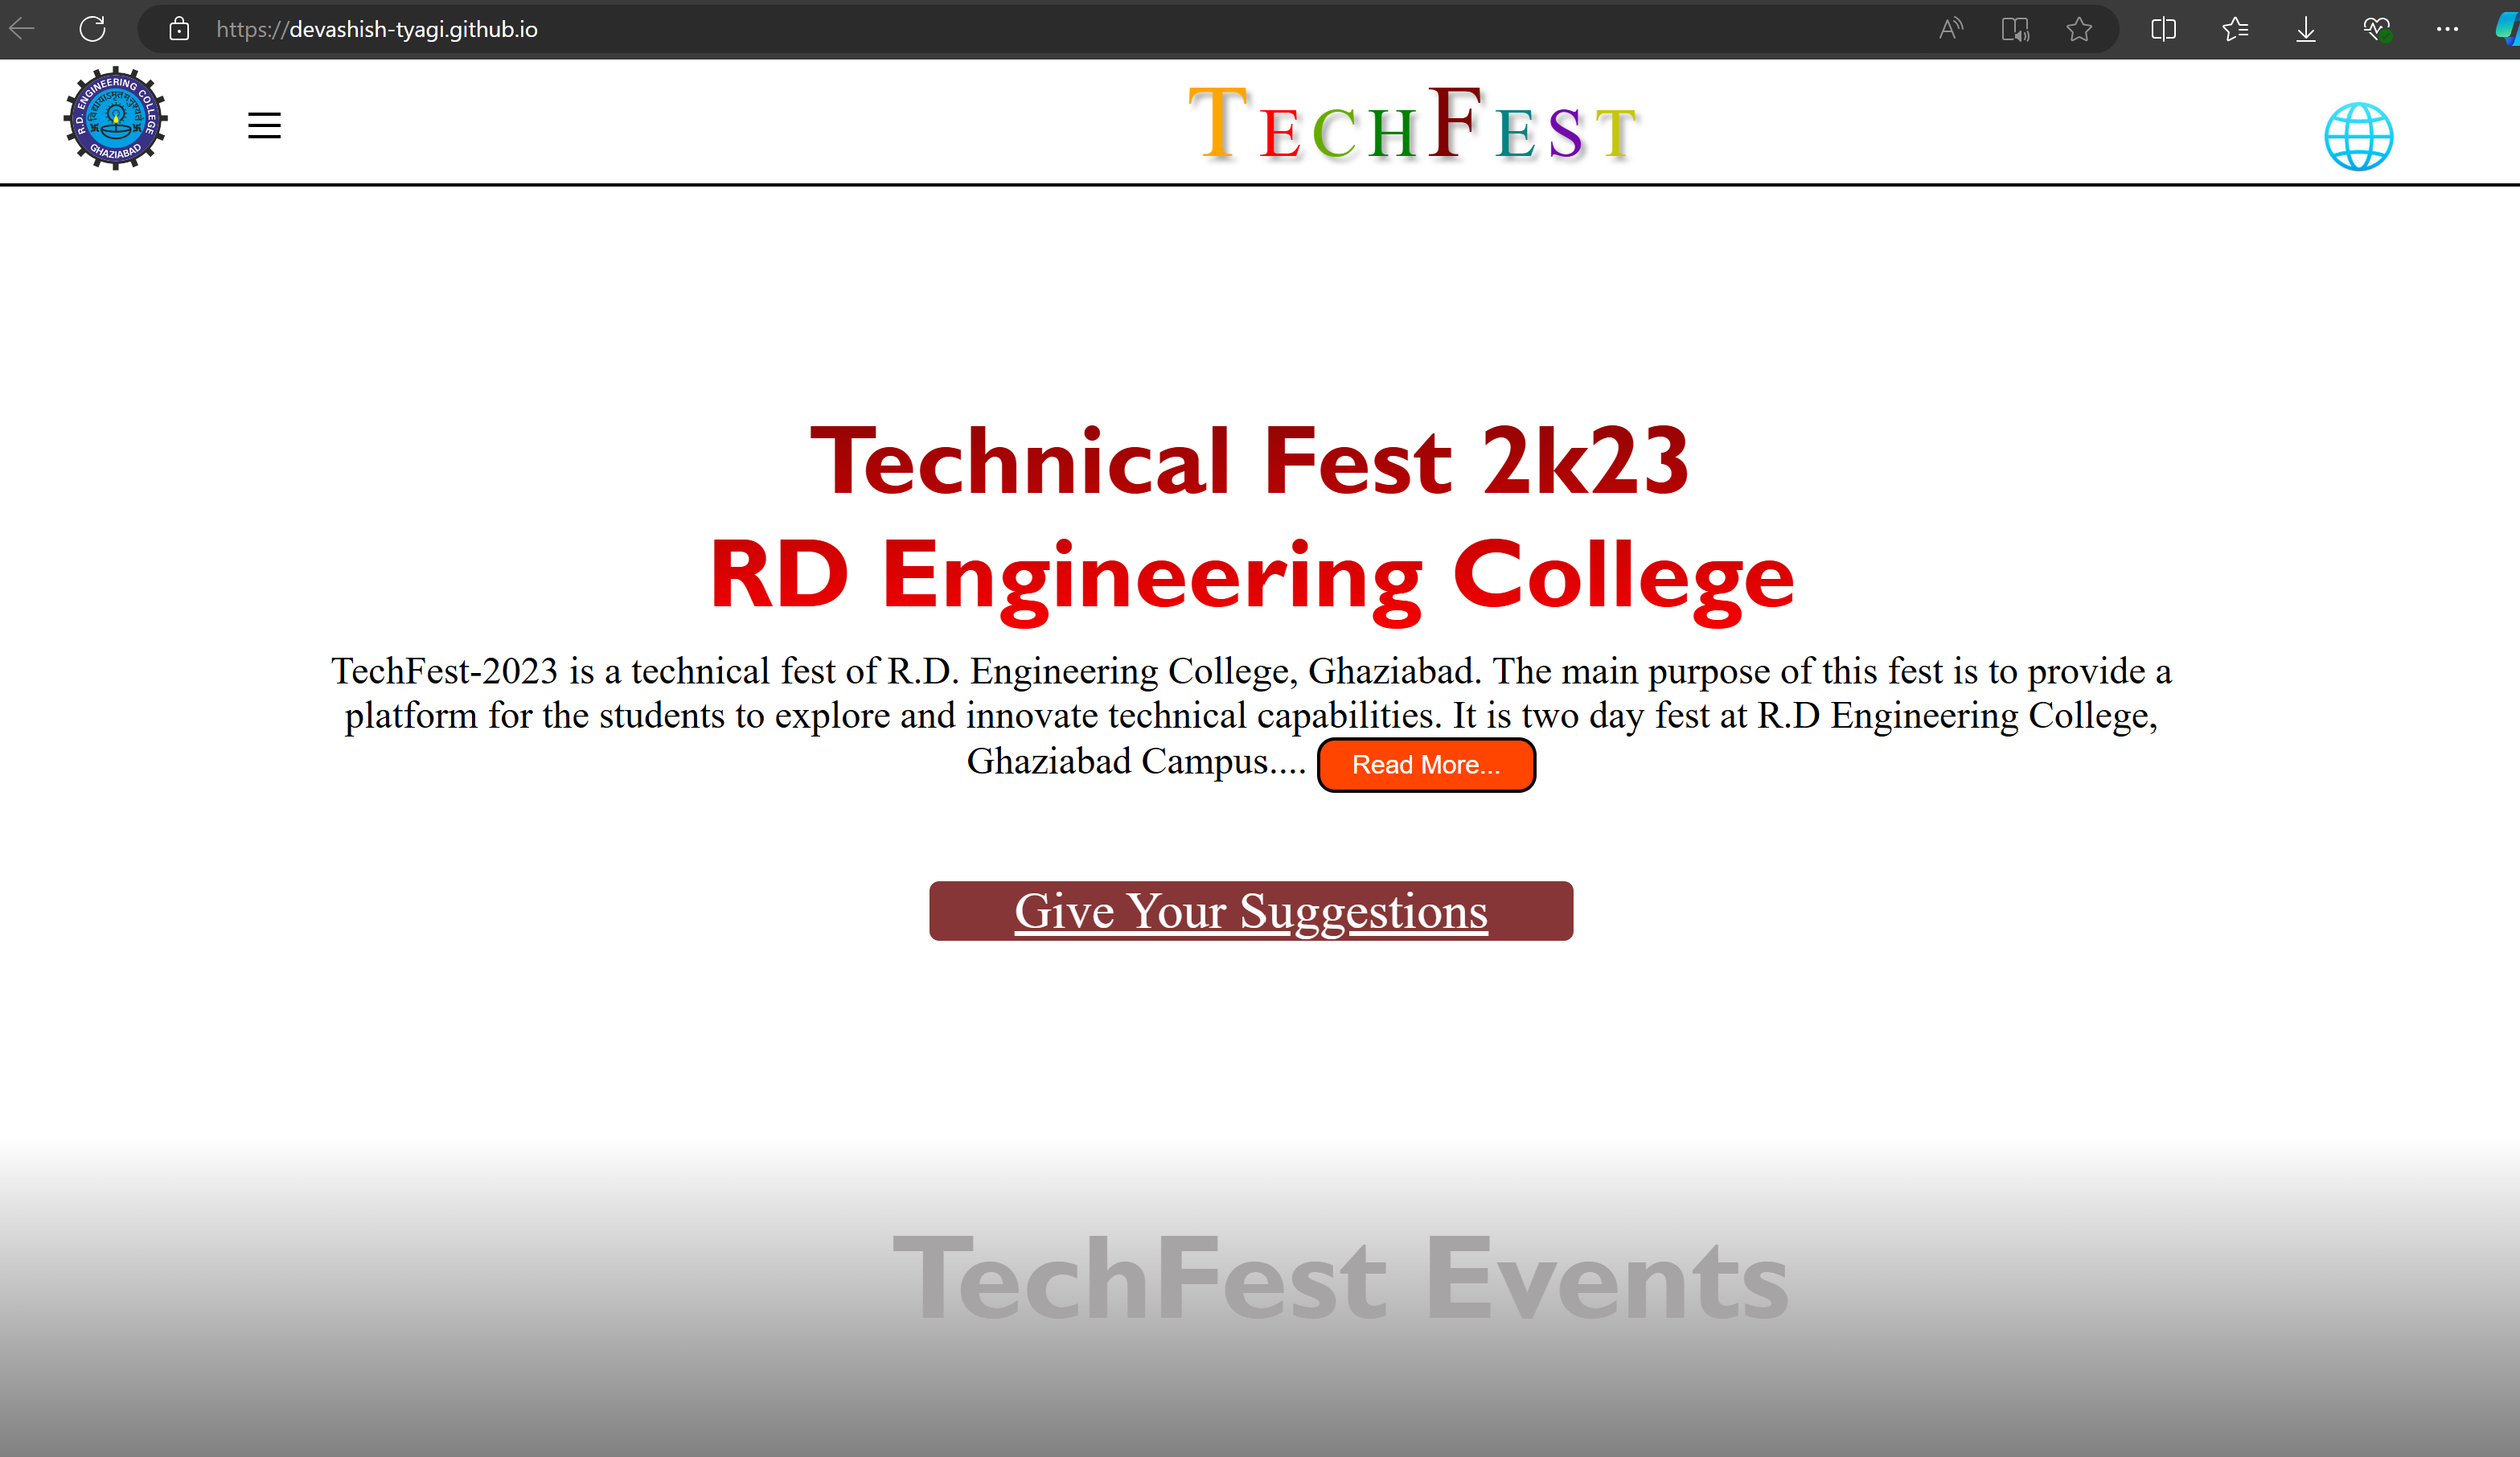 https://devashish-tyagi.github.io
R.D. ENGINEERING COLLEGE
GHAZIABAD
TECHFEST
Technical Fest 2k23
RD Engineering College
TechFest-2023 is a technical fest of R.D. Engineering College, Ghaziabad. The main purpose of this fest is to provide a
platform for the students to explore and innovate technical capabilities. It is two day fest at R.D Engineering College,
Ghaziabad Campus.... Read More...
Give Your Suggestions
TechFest Events